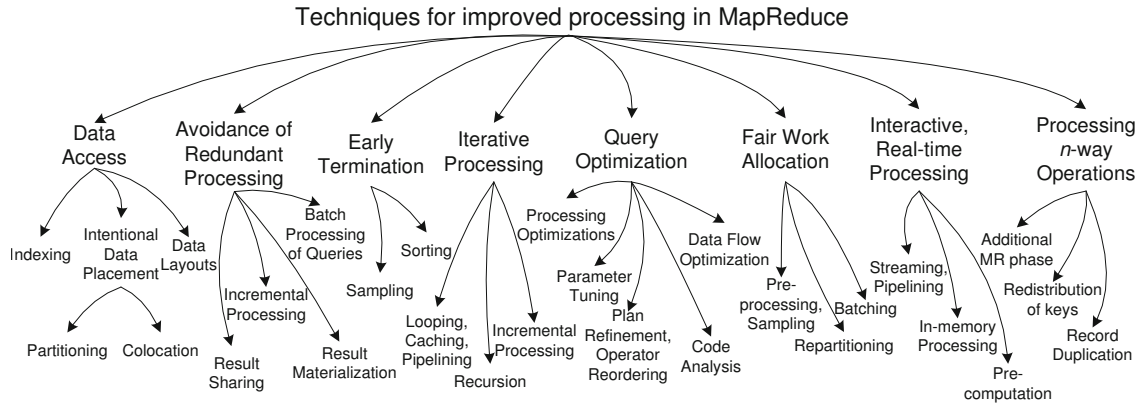 Techniques for improved processing in MapReduce
Data
Access
Avoidance of
Redundant
Processing
Early
Termination
Iterative
Processing
Query
Optimization
Fair Work
Allocation
Interactive,
Real-time
Processing
Processing
n-way
Operations
Indexing
Intentional
Data
Placement
Data
Layouts
Partitioning
Colocation
Result
Sharing
Incremental
Processing
Result
Materialization
Batch
Processing
of Queries
Sampling
Sorting
Looping,
Caching,
Pipelining
Recursion
Incremental
Processing
Processing
Optimizations
Parameter
Tuning
Plan
Refinement,
Operator
Reordering
Code
Analysis
Data Flow
Optimization
Pre-
processing,
Sampling
Repartitioning
Batching
Streaming,
Pipelining
In-memory
Processing
Pre-
computation
Additional
MR phase
Redistribution
of keys
Record
Duplication